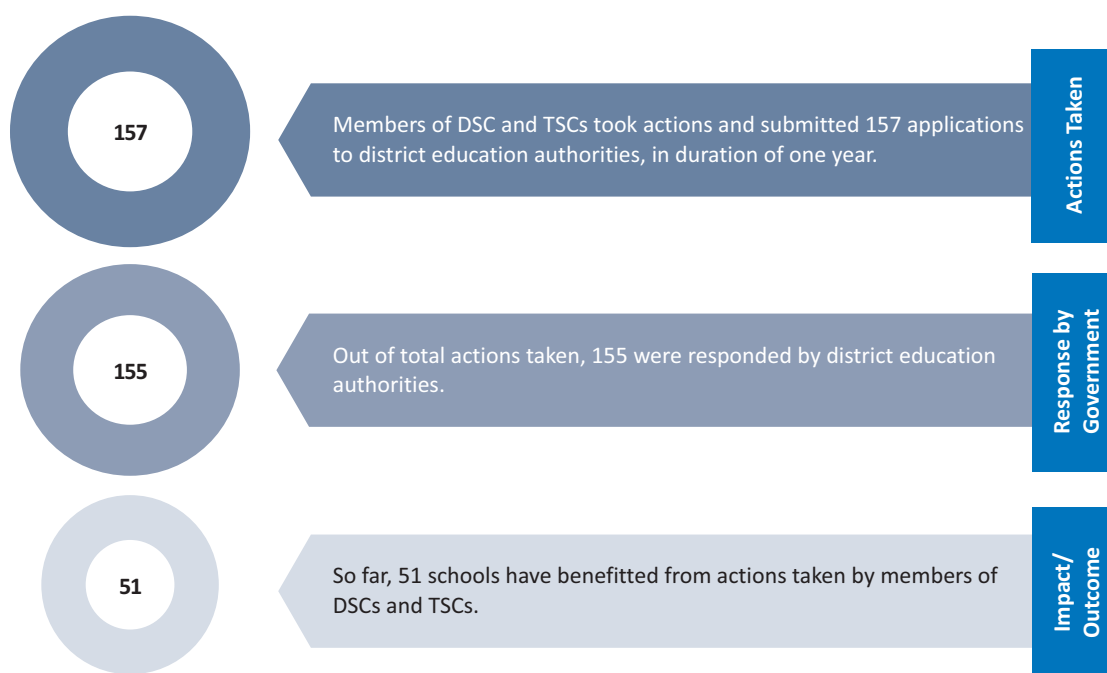 157
Members of DSC and TSCs took actions and submitted 157 applications
to district education authorities, in duration of one year.
Actions Taken
155
Out of total actions taken, 155 were responded by district education
authorities.
Response by
Government
51
So far, 51 schools have benefitted from actions taken by members of
DSCs and TSCs.
Impact/
Outcome